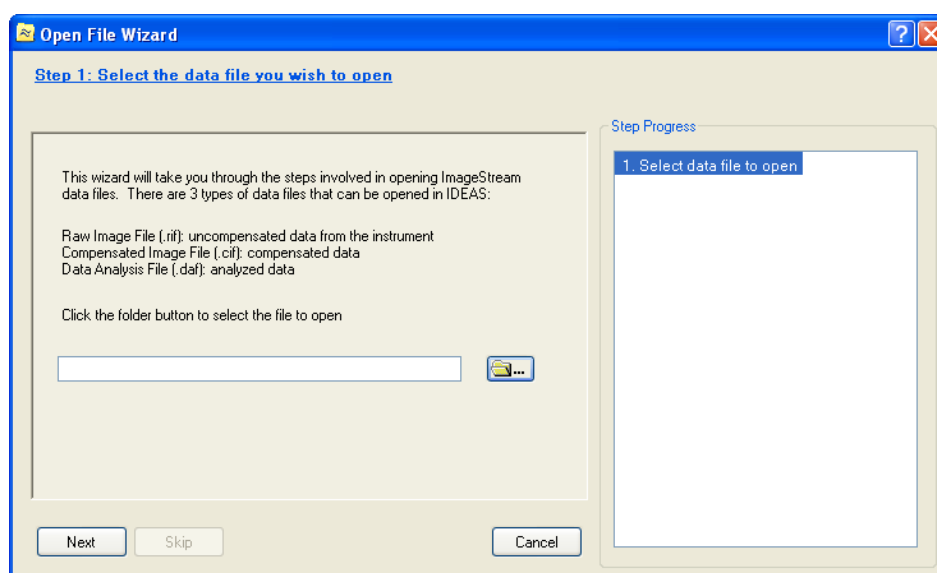 Open File Wizard
Step 1: Select the data file you wish to open
This wizard will take you through the steps involved in opening ImageStream
data files. There are 3 types of data files that can be opened in IDEAS:
Raw Image File (.rif): uncompensated data from the instrument
Compensated Image File (.cif): compensated data
Data Analysis File (.daf): analyzed data
Click the folder button to select the file to open
...
Next
Skip
Cancel
Step Progress
1. Select data file to open